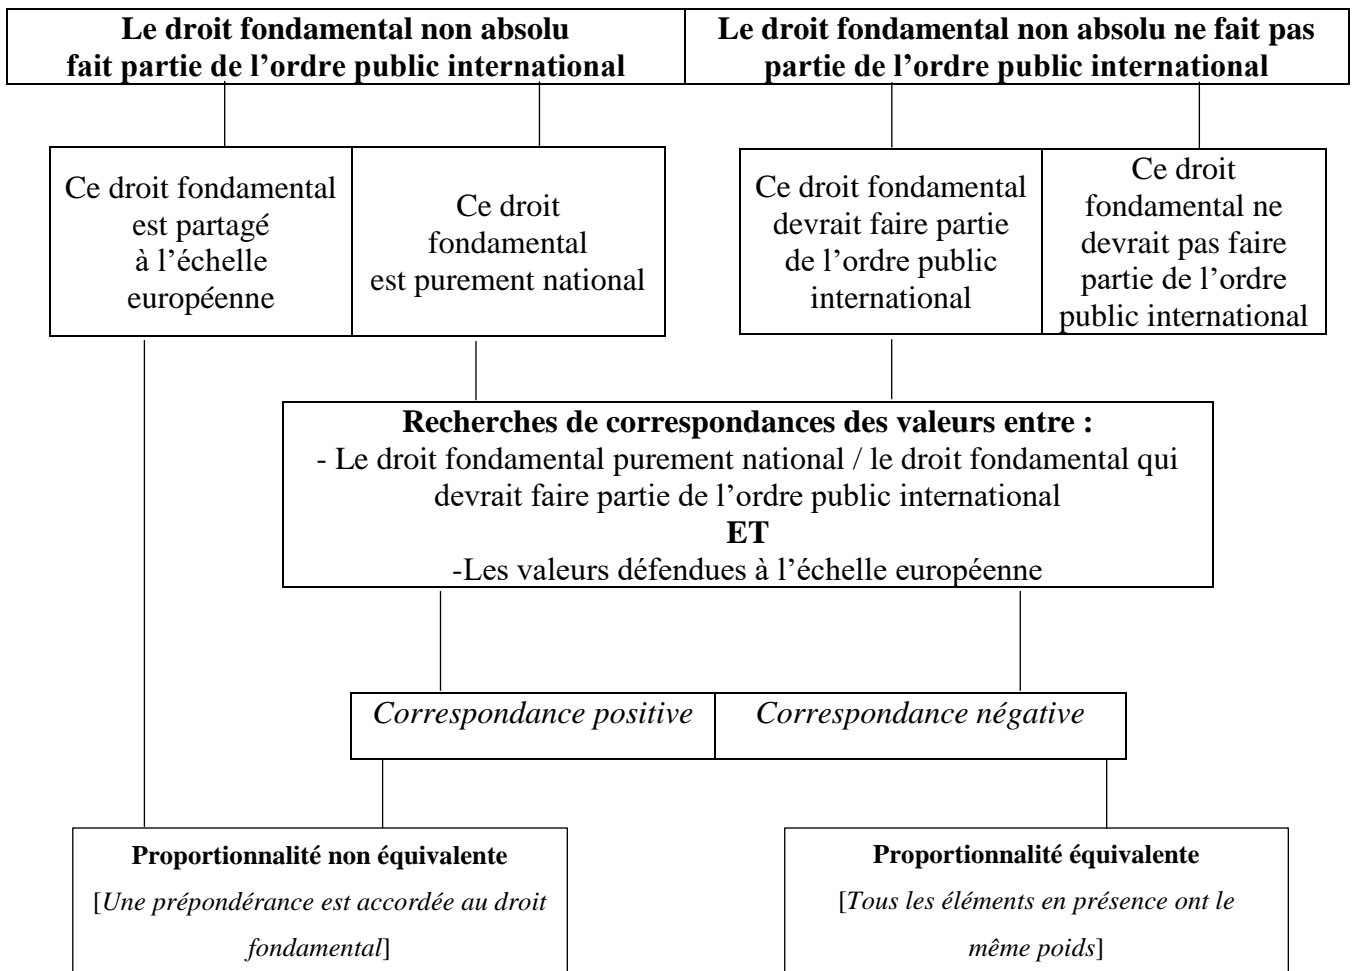 Le droit fondamental non absolu
fait partie de l’ordre public international
Le droit fondamental non absolu ne fait pas
partie de l’ordre public international
Ce droit fondamental
est partagé
à l’échelle
européenne
Ce droit
fondamental
est purement national
Ce droit fondamental
devrait faire partie
de l’ordre public
international
Ce droit
fondamental ne
devrait pas faire
partie de l’ordre
public international
Recherches de correspondances des valeurs entre :
- Le droit fondamental purement national / le droit fondamental qui
devrait faire partie de l’ordre public international
ET
-Les valeurs défendues à l’échelle européenne
Correspondance positive
Correspondance négative
Proportionnalité non équivalente
[Une prépondérance est accordée au droit
fondamental]
Proportionnalité équivalente
[Tous les éléments en présence ont le
même poids]